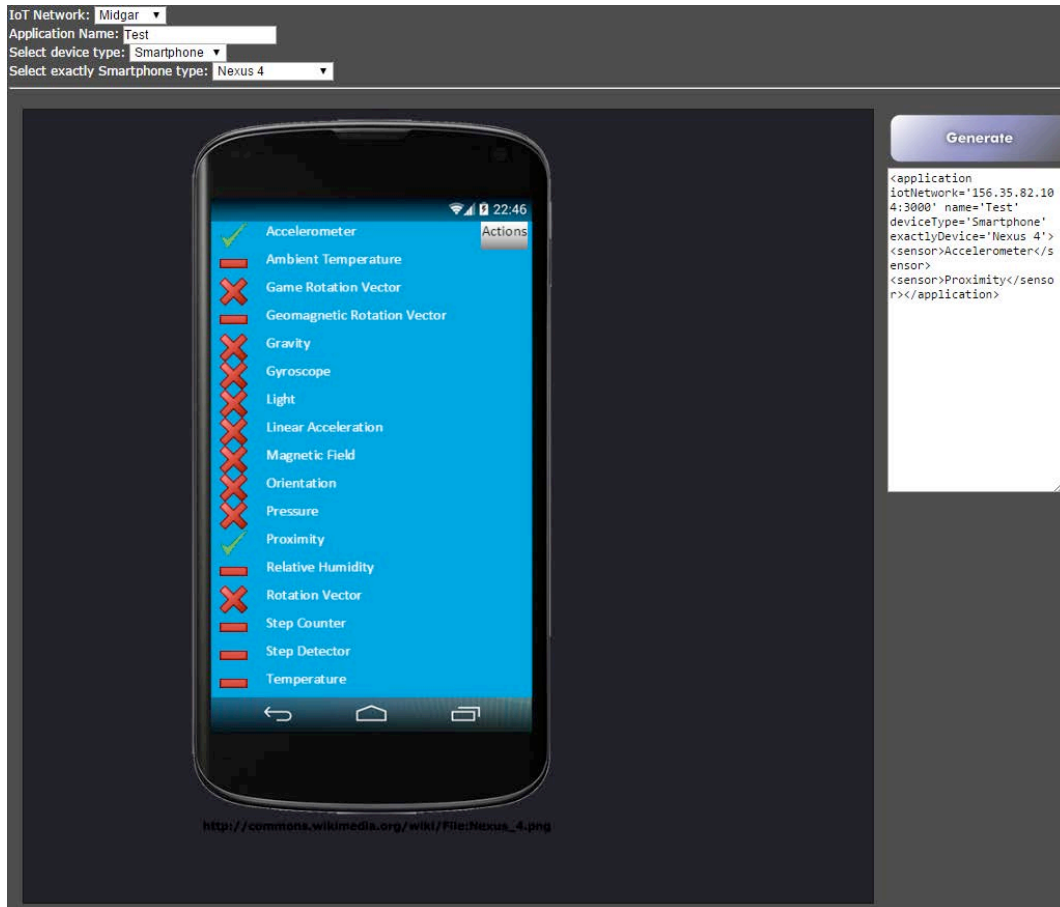 IoT Network: Midgar
Application Name: Test
Select device type: Smartphone
Select exactly Smartphone type: Nexus 4
Generate
<application
iotNetwork='156.35.82.10
4:3000' name='Test'
deviceType='Smartphone'
exactlyDevice='Nexus 4'>
<sensor>Accelerometer</s
ensor>
<sensor>Proximity</senso
r></application>
22:46
Actions
Accelerometer
Ambient Temperature
Game Rotation Vector
Geomagnetic Rotation Vector
Gravity
Gyroscope
Light
Linear Acceleration
Magnetic Field
Orientation
Pressure
Proximity
Relative Humidity
Rotation Vector
Step Counter
Step Detector
Temperature
http://commons.wikimedia.org/wiki/File:Nexus_4.png